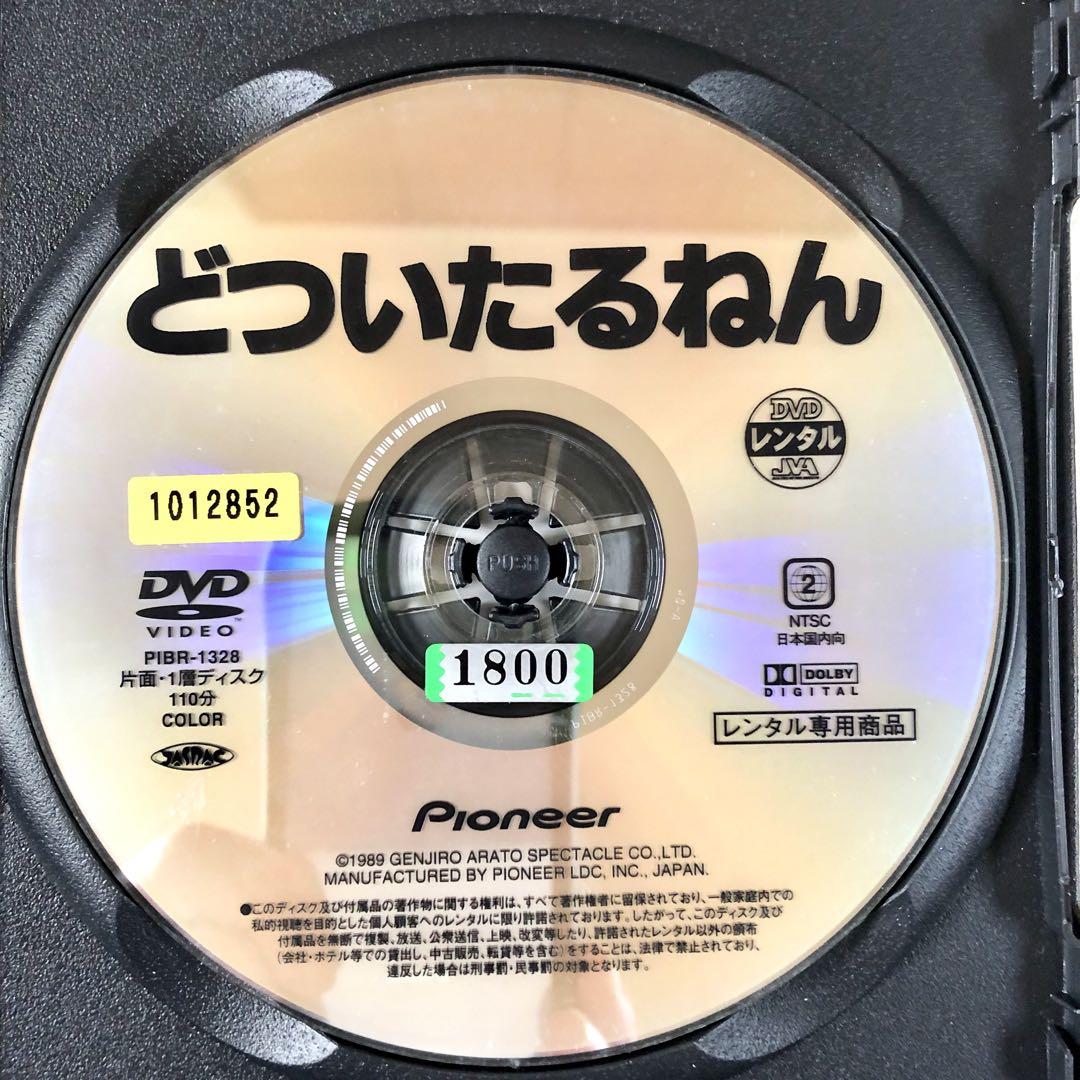 どついたるねん
DVD
レンタル
JVA
1012852
DVD
VIDEO
PIBR-1328
片面・1層ディスク
110分
COLOR
JASRAC
PUSH
1800
PIBR-1328
2
NTSC
日本国内向
DOLBY
DIGITAL
レンタル専用商品
Pioneer
©1989 GENJIRO ARATO SPECTACLE CO.,LTD.
MANUFACTURED BY PIONEER LDC, INC., JAPAN.
●このディスク及び付属品の著作物に関する権利は、すべて著作権者に留保されており、一般家庭内での
私的視聴を目的とした個人顧客へのレンタルに限り許諾されております。したがって、このディスク及び
付属品を無断で複製、放送、公衆送信、上映、改変等したり、許諾されたレンタル以外の頒布
(会社・ホテル等での貸出し、中古販売、転貸等を含む)をすることは、法律で禁止されており、
違反した場合は刑事罰・民事罰の対象となります。